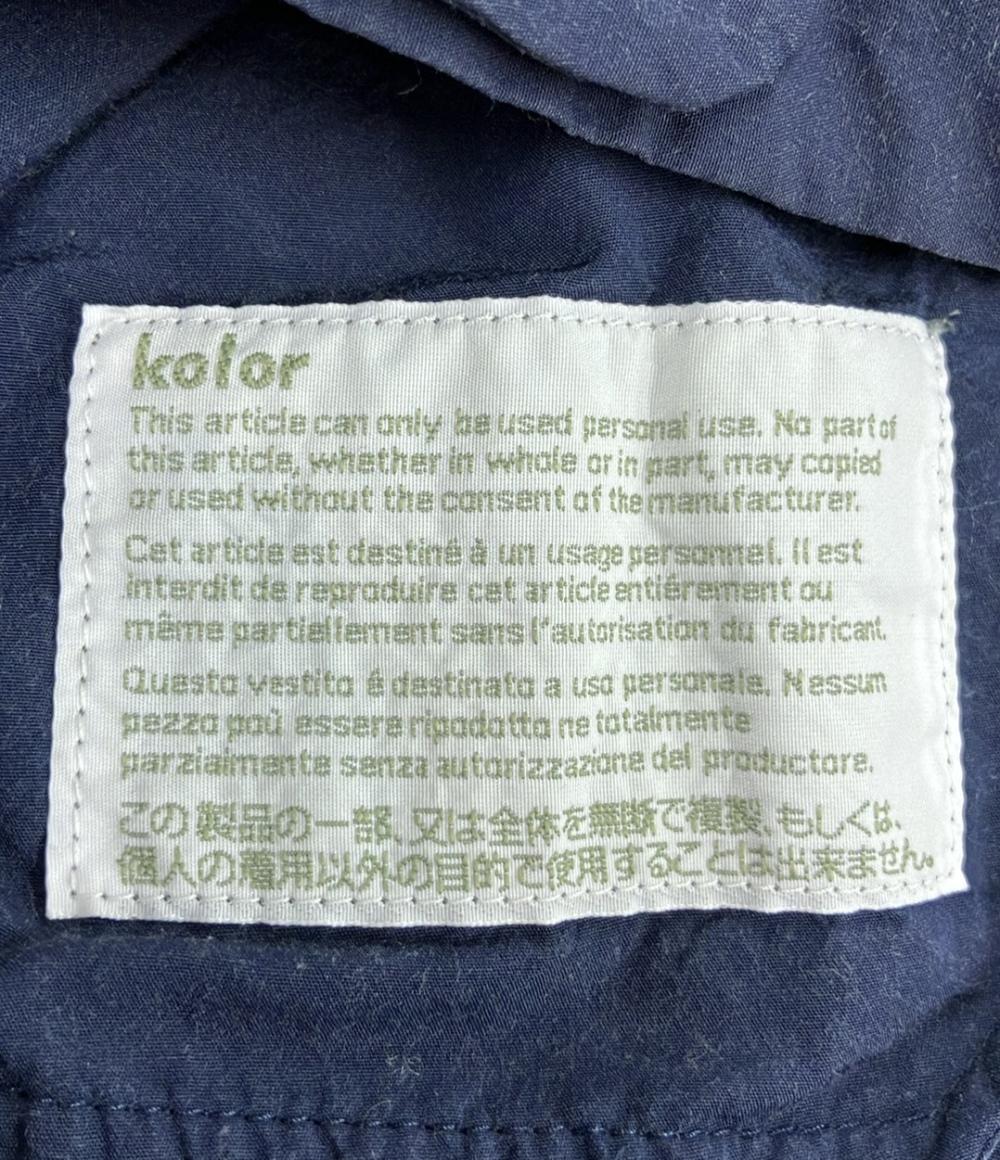 kolor
This article can only be used personal use. No part of
this article, whether in whole or in part, may copied
or used without the consent of the manufacturer.
Cet article est destiné à un usage personnel. Il est
interdit de reproduire cet article entiérement ou
même partiellement sans l'autorisation du fabricant.
Questo vestito é destinato a uso personale. Nessum
pezzo poù essere ripodotto ne totalmente
parzialmente senza autorizzazione del productore.
この製品の一部、又は全体を無断で複製、もしくは、
個人の着用以外の目的で使用することは出来ません。